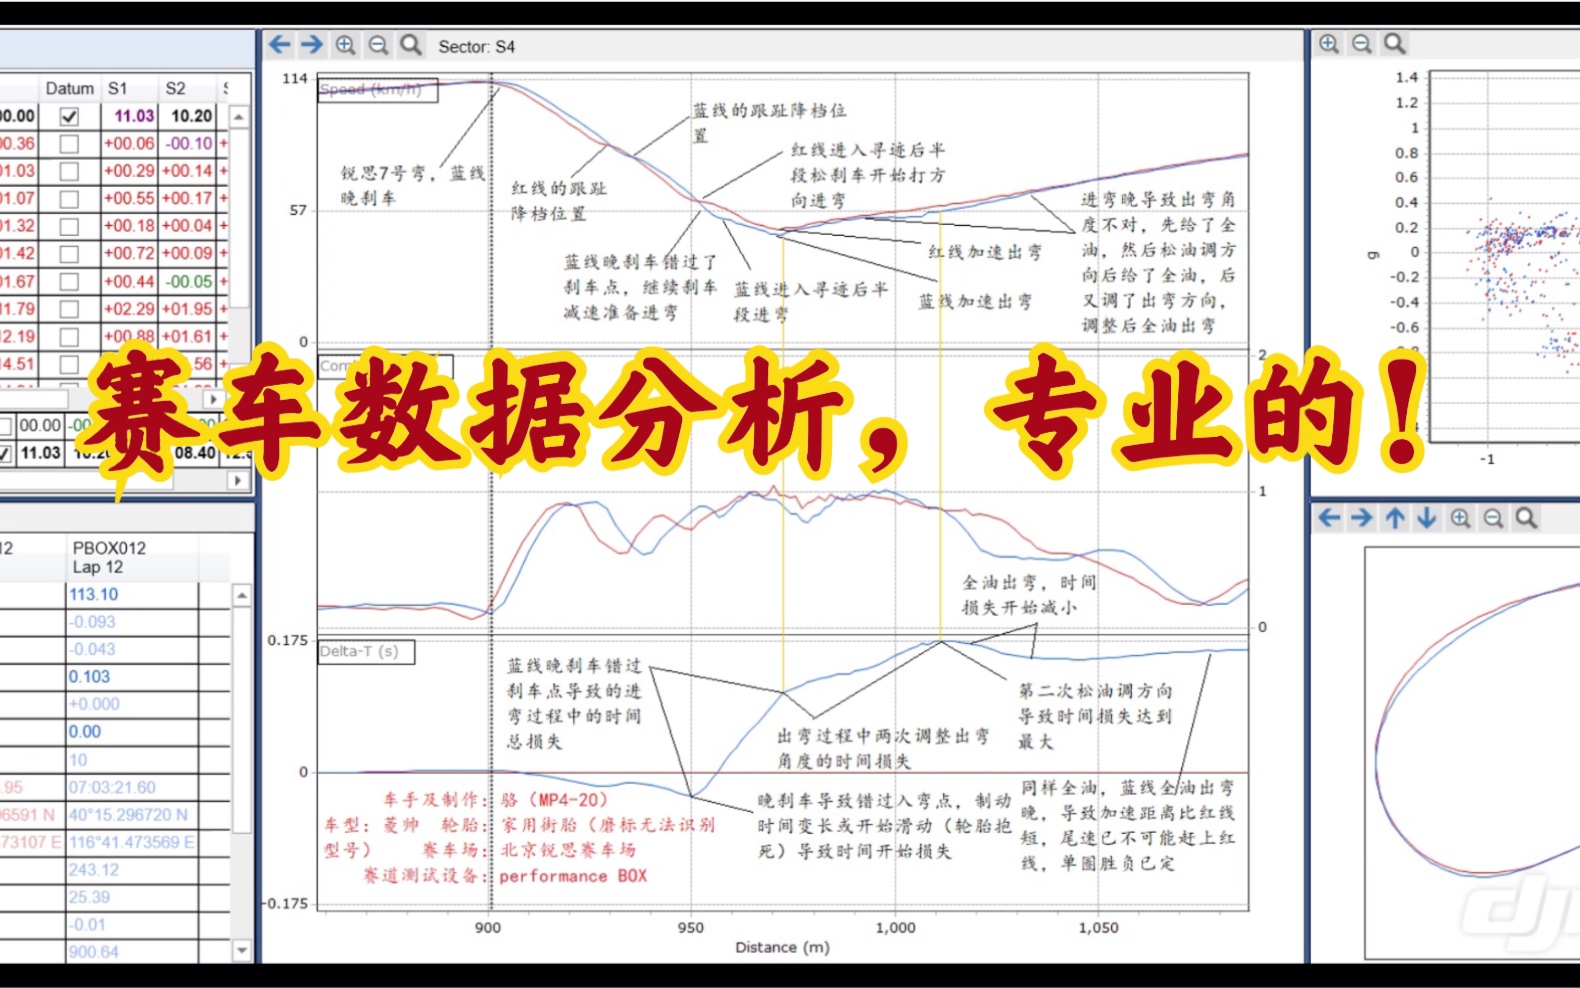 Sector: S4
Datum S1 S2
00.00 11.03 10.20
00.36 +00.06 -00.10 +
01.03 +00.29 +00.14 +
01.07 +00.55 +00.17 +
01.32 +00.18 +00.04 +
01.42 +00.72 +00.09 +
01.67 +00.44 -00.05 +
11.79 +02.29 +01.95 +
12.19 +00.88 +01.61 +
14.51 56 +
00.00 -00
11.03 10.20 08.40 12.
12 PBOX012
Lap 12
113.10
-0.093
-0.043
0.103
+0.000
0.00
10
.95 07:03:21.60
6591 N 40°15.296720 N
73107 E 116°41.473569 E
243.12
25.39
-0.01
900.64
114
Speed (km/h)
57
0
锐思7号弯，蓝线
晚刹车
红线的跟趾
降档位置
蓝线的跟趾降档位
置
红线进入寻迹后半
段松刹车开始打方
向进弯
蓝线晚刹车错过了
刹车点，继续刹车
减速准备进弯
蓝线进入寻迹后半
段进弯
红线加速出弯
蓝线加速出弯
进弯晚导致出弯角
度不对，先给了全
油，然后松油调方
向后给了全油，后
又调了出弯方向，
调整后全油出弯
赛车数据分析，专业的！
Com
2
1
0
全油出弯，时间
损失开始减小
0.175
Delta-T (s)
0
-0.175
蓝线晚刹车错过
刹车点导致的进
弯过程中的时间
总损失
出弯过程中两次调整出弯
角度的时间损失
第二次松油调方向
导致时间损失达到
最大
晚刹车导致错过入弯点，制动
时间变长或开始滑动（轮胎抱
死）导致时间开始损失
同样全油，蓝线全油出弯
晚，导致加速距离比红线
短，尾速已不可能赶上红
线，单圈胜负已定
车手及制作：骆（MP4-20）
车型：菱帅 轮胎：家用街胎（磨标无法识别
型号） 赛车场：北京锐思赛车场
赛道测试设备：performance BOX
900 950 1,000 1,050
Distance (m)
1.4
1.2
1
0.8
0.6
0.4
0.2
0
-0.2
-0.4
-0.6
g
-1
dji